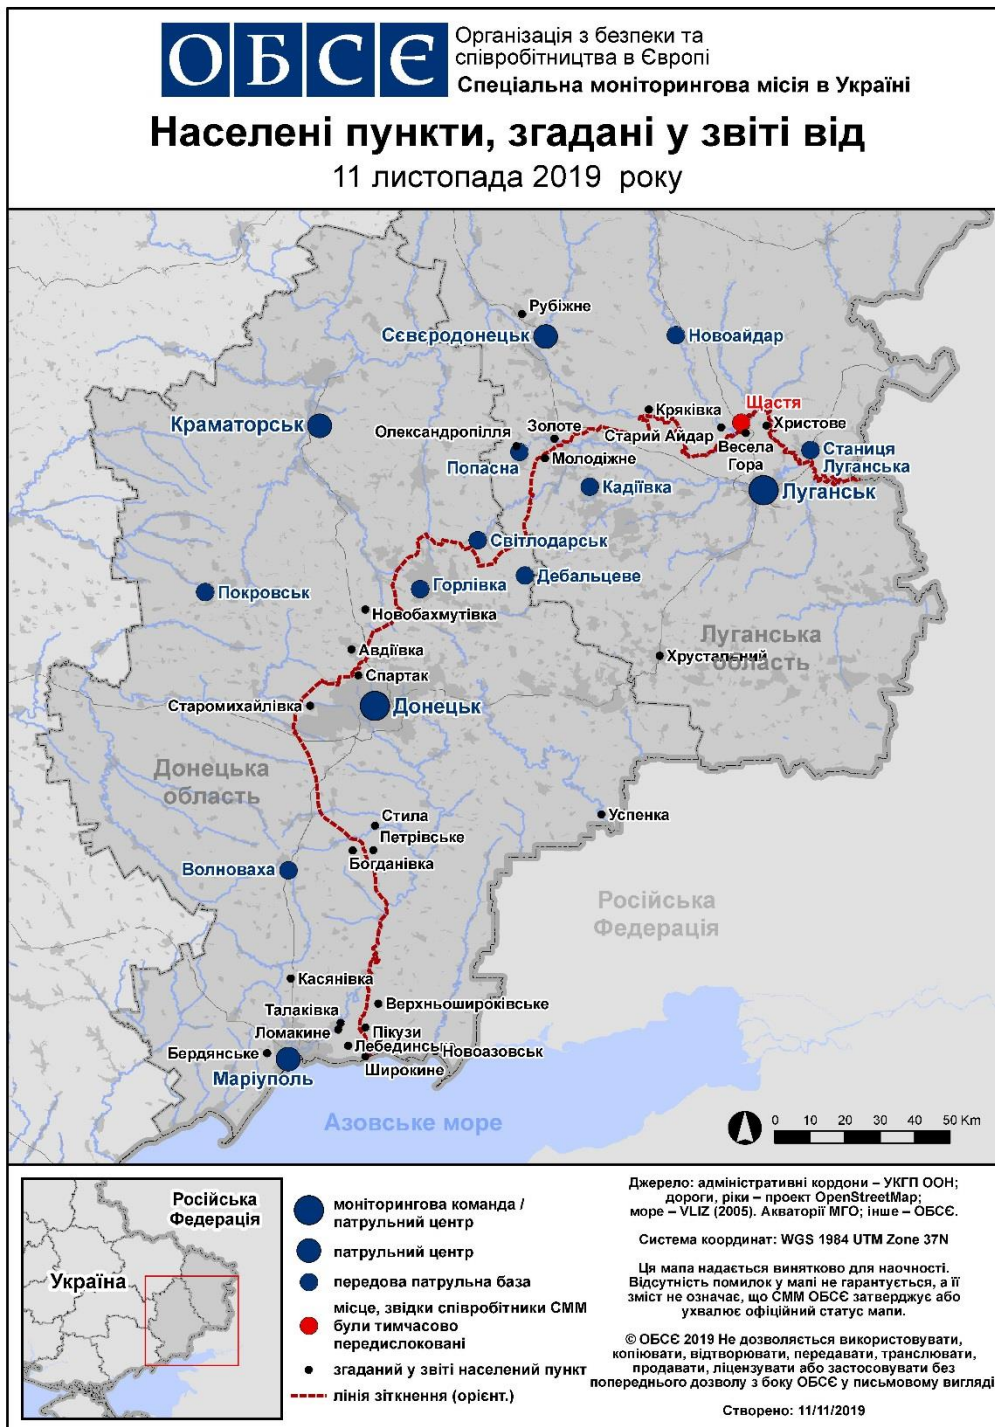 ОБСЄ
Організація з безпеки та
співробітництва в Європі
Спеціальна моніторингова місія в Україні
Населені пункти, згадані у звіті від
11 листопада 2019 року
Рубіжне
Сєвєродонецьк
Новоайдар
Щастя
Кряківка
Христове
Краматорськ
Золоте
Старий Айдар
Олександропілля
Весела
Гора
Станиця
Луганська
Молодіжне
Попасна
Кадіївка
Луганськ
Світлодарськ
Дебальцеве
Горлівка
Покровськ
Новобахмутівка
Луганська
область
Авдіївка
Хрустальний
Спартак
Старомихайлівка
Донецьк
Донецька
область
Стила
Успенка
Петрівське
Богданівка
Волноваха
Російська
Федерація
Касянівка
Верхньошироківське
Талаківка
Ломакине
Пікузи
Лебединське
Новоазовськ
Бердянське
Широкине
Маріуполь
Азовське море
0 10 20 30 40 50 Km
Російська
Федерація
Україна
моніторингова команда /
патрульний центр
патрульний центр
передова патрульна база
місце, звідки співробітники СММ
були тимчасово
передислоковані
згаданий у звіті населений пункт
лінія зіткнення (орієнт.)
Джерело: адміністративні кордони – УКГП ООН;
дороги, ріки – проект OpenStreetMap;
море – VLIZ (2005). Акваторії МГО; інше – ОБСЄ.
Система координат: WGS 1984 UTM Zone 37N
Ця мапа надається винятково для наочності.
Відсутність помилок у мапі не гарантується, а її
зміст не означає, що СММ ОБСЄ затверджує або
ухвалює офіційний статус мапи.
© ОБСЄ 2019 Не дозволяється використовувати,
копіювати, відтворювати, передавати, транслювати,
продавати, ліцензувати або застосовувати без
попереднього дозволу з боку ОБСЄ у письмовому вигляді
Створено: 11/11/2019